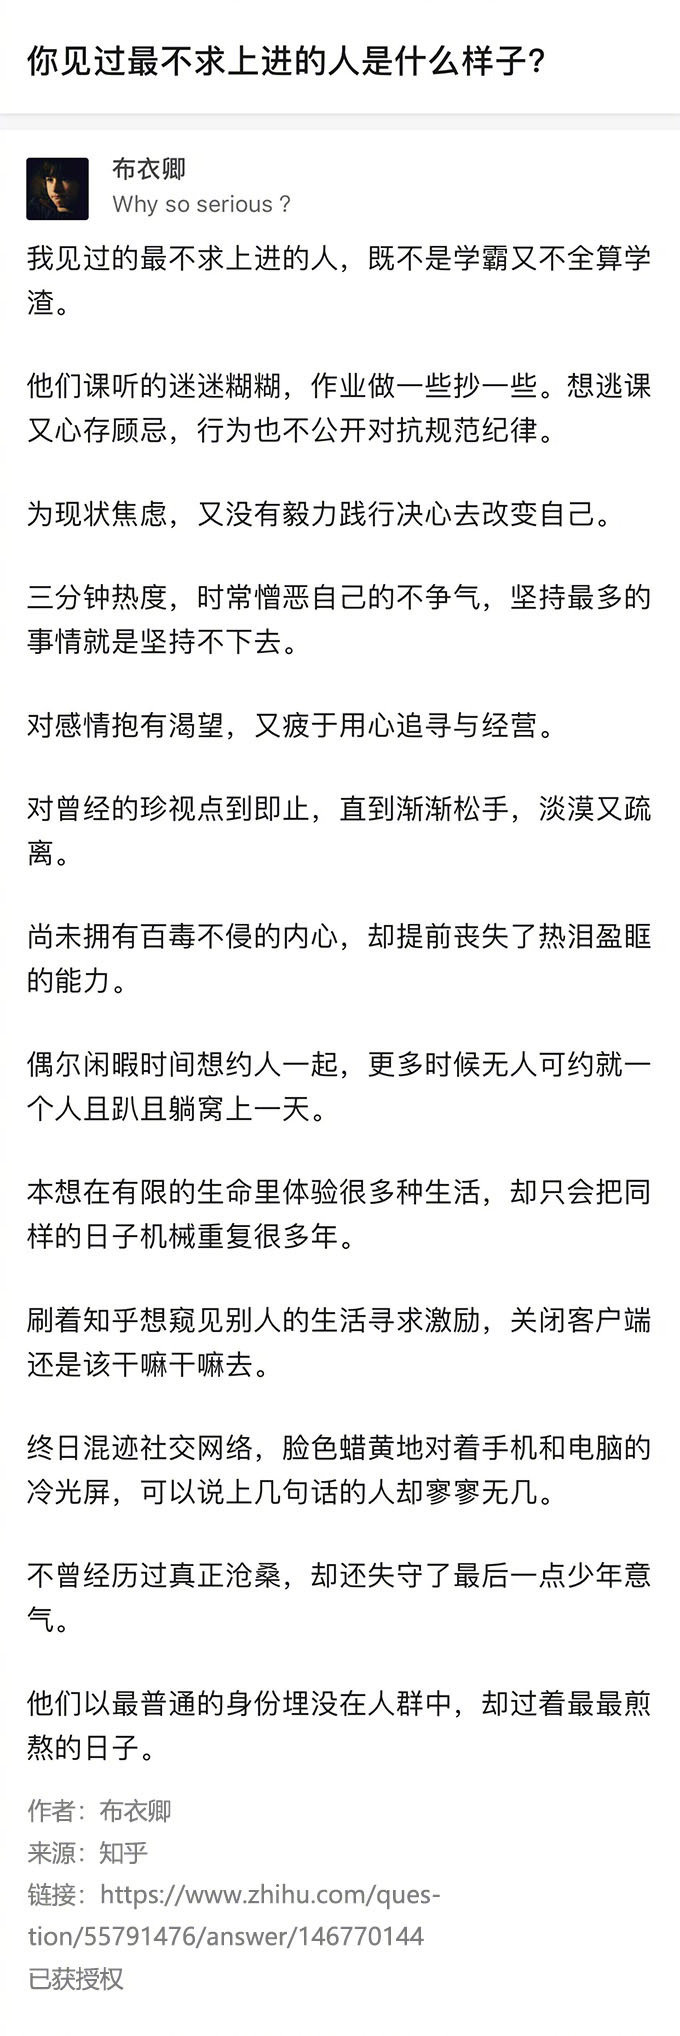 你见过最不求上进的人是什么样子?
布衣卿
Why so serious ?
我见过的最不求上进的人，既不是学霸又不全算学
渣。
他们课听的迷迷糊糊，作业做一些抄一些。想逃课
又心存顾忌，行为也不公开对抗规范纪律。
为现状焦虑，又没有毅力践行决心去改变自己。
三分钟热度，时常憎恶自己的不争气，坚持最多的
事情就是坚持不下去。
对感情抱有渴望，又疲于用心追寻与经营。
对曾经的珍视点到即止，直到渐渐松手，淡漠又疏
离。
尚未拥有百毒不侵的内心，却提前丧失了热泪盈眶
的能力。
偶尔闲暇时间想约人一起，更多时候无人可约就一
个人且趴且躺窝上一天。
本想在有限的生命里体验很多种生活，却只会把同
样的日子机械重复很多年。
刷着知乎想窥见别人的生活寻求激励，关闭客户端
还是该干嘛干嘛去。
终日混迹社交网络，脸色蜡黄地对着手机和电脑的
冷光屏，可以说上几句话的人却寥寥无几。
不曾经历过真正沧桑，却还失守了最后一点少年意
气。
他们以最普通的身份埋没在人群中，却过着最最煎
熬的日子。
作者：布衣卿
来源：知乎
链接：https://www.zhihu.com/ques-
tion/55791476/answer/146770144
已获授权